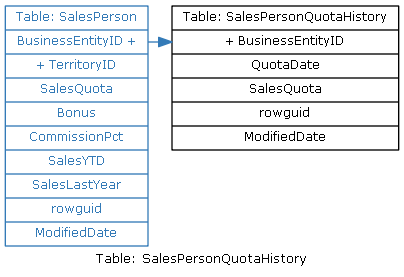 Table: SalesPerson
BusinessEntityID +
+ TerritoryID
SalesQuota
Bonus
CommissionPct
SalesYTD
SalesLastYear
rowguid
ModifiedDate
Table: SalesPersonQuotaHistory
+ BusinessEntityID
QuotaDate
SalesQuota
rowguid
ModifiedDate
Table: SalesPersonQuotaHistory